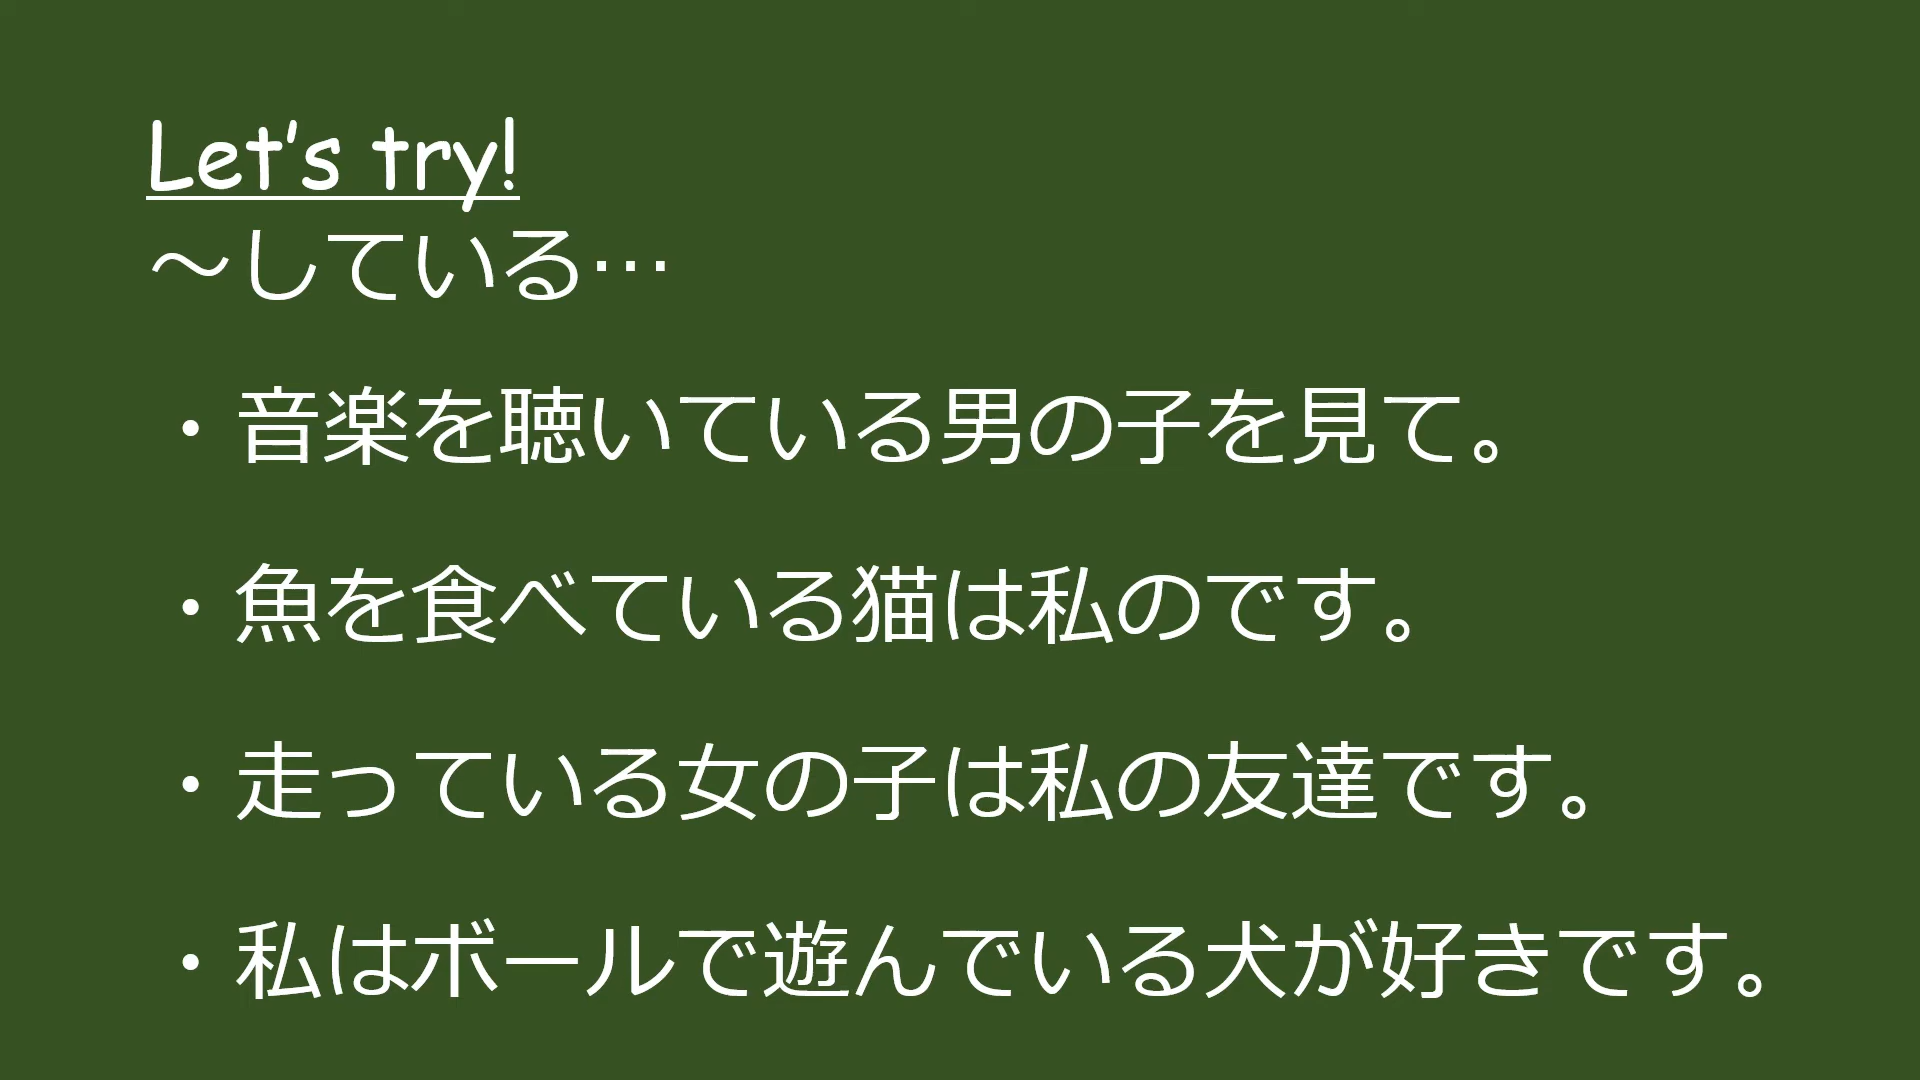 Let's try!
～している…
・音楽を聴いている男の子を見て。
・魚を食べている猫は私のです。
・走っている女の子は私の友達です。
・私はボールで遊んでいる犬が好きです。